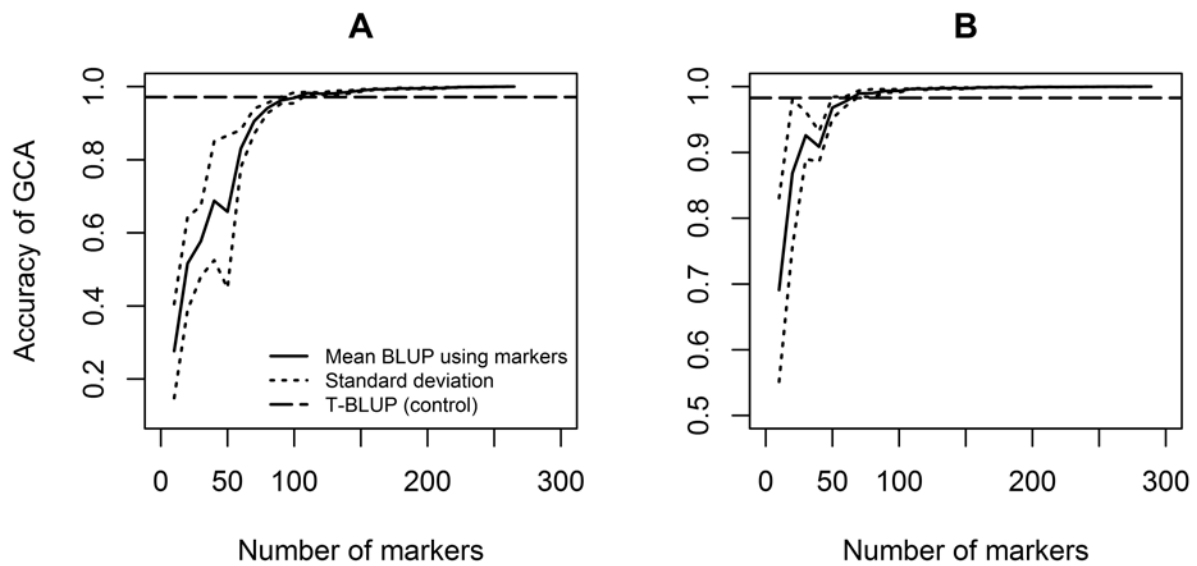 A
Accuracy of GCA
1.0
0.8
0.6
0.4
0.2
Mean BLUP using markers
Standard deviation
T-BLUP (control)
0 50 100 200 300
Number of markers
B
1.0
0.9
0.8
0.7
0.6
0.5
0 50 100 200 300
Number of markers